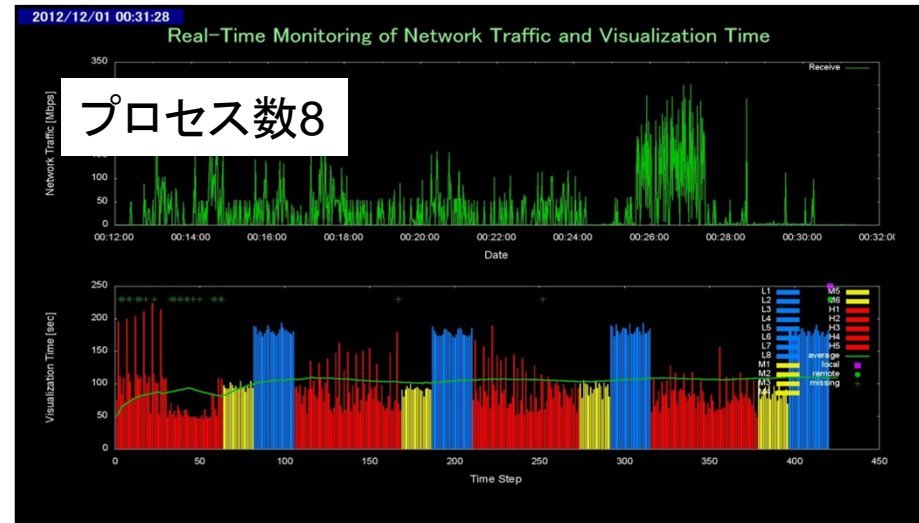 2012/12/01 00:31:28
Real-Time Monitoring of Network Traffic and Visualization Time
プロセス数8
Network Traffic [Mbps]
350
100
50
0
Receive
00:12:00 00:14:00 00:16:00 00:18:00 00:20:00 00:22:00 00:24:00 00:26:00 00:28:00 00:30:00 00:32:0
Date
Visualization Time [sec]
250
200
150
100
50
0
L1
L2
L3
L4
L5
L6
L7
L8
M1
M2
M3
M5
M6
H1
H2
H3
H4
H5
average
local
remote
missing
0 50 100 150 200 250 300 350 400 450
Time Step